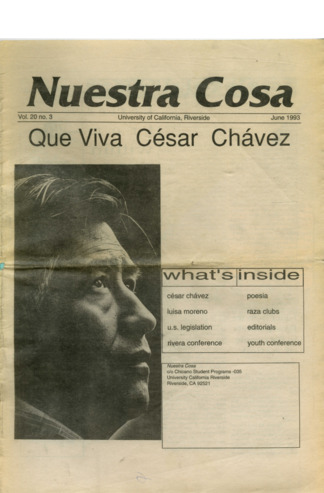 Nuestra Cosa
Vol. 20 no. 3 University of California, Riverside June 1993
Que Viva César Chávez
what's inside
césar chávez poesia
luisa moreno raza clubs
u.s. legislation editorials
rivera conference youth conference
Nuestra Cosa
c/o Chicano Student Programs -035
University California Riverside
Riverside, CA 92521